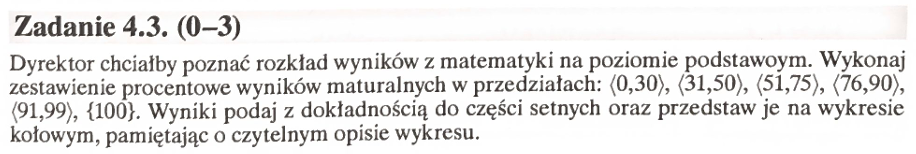 Zadanie 4.3. (0–3)
Dyrektor chciałby poznać rozkład wyników z matematyki na poziomie podstawowym. Wykonaj
zestawienie procentowe wyników maturalnych w przedziałach: ⟨0,30⟩, ⟨31,50⟩, ⟨51,75⟩, ⟨76,90⟩,
⟨91,99⟩, {100}. Wyniki podaj z dokładnością do części setnych oraz przedstaw je na wykresie
kołowym, pamiętając o czytelnym opisie wykresu.